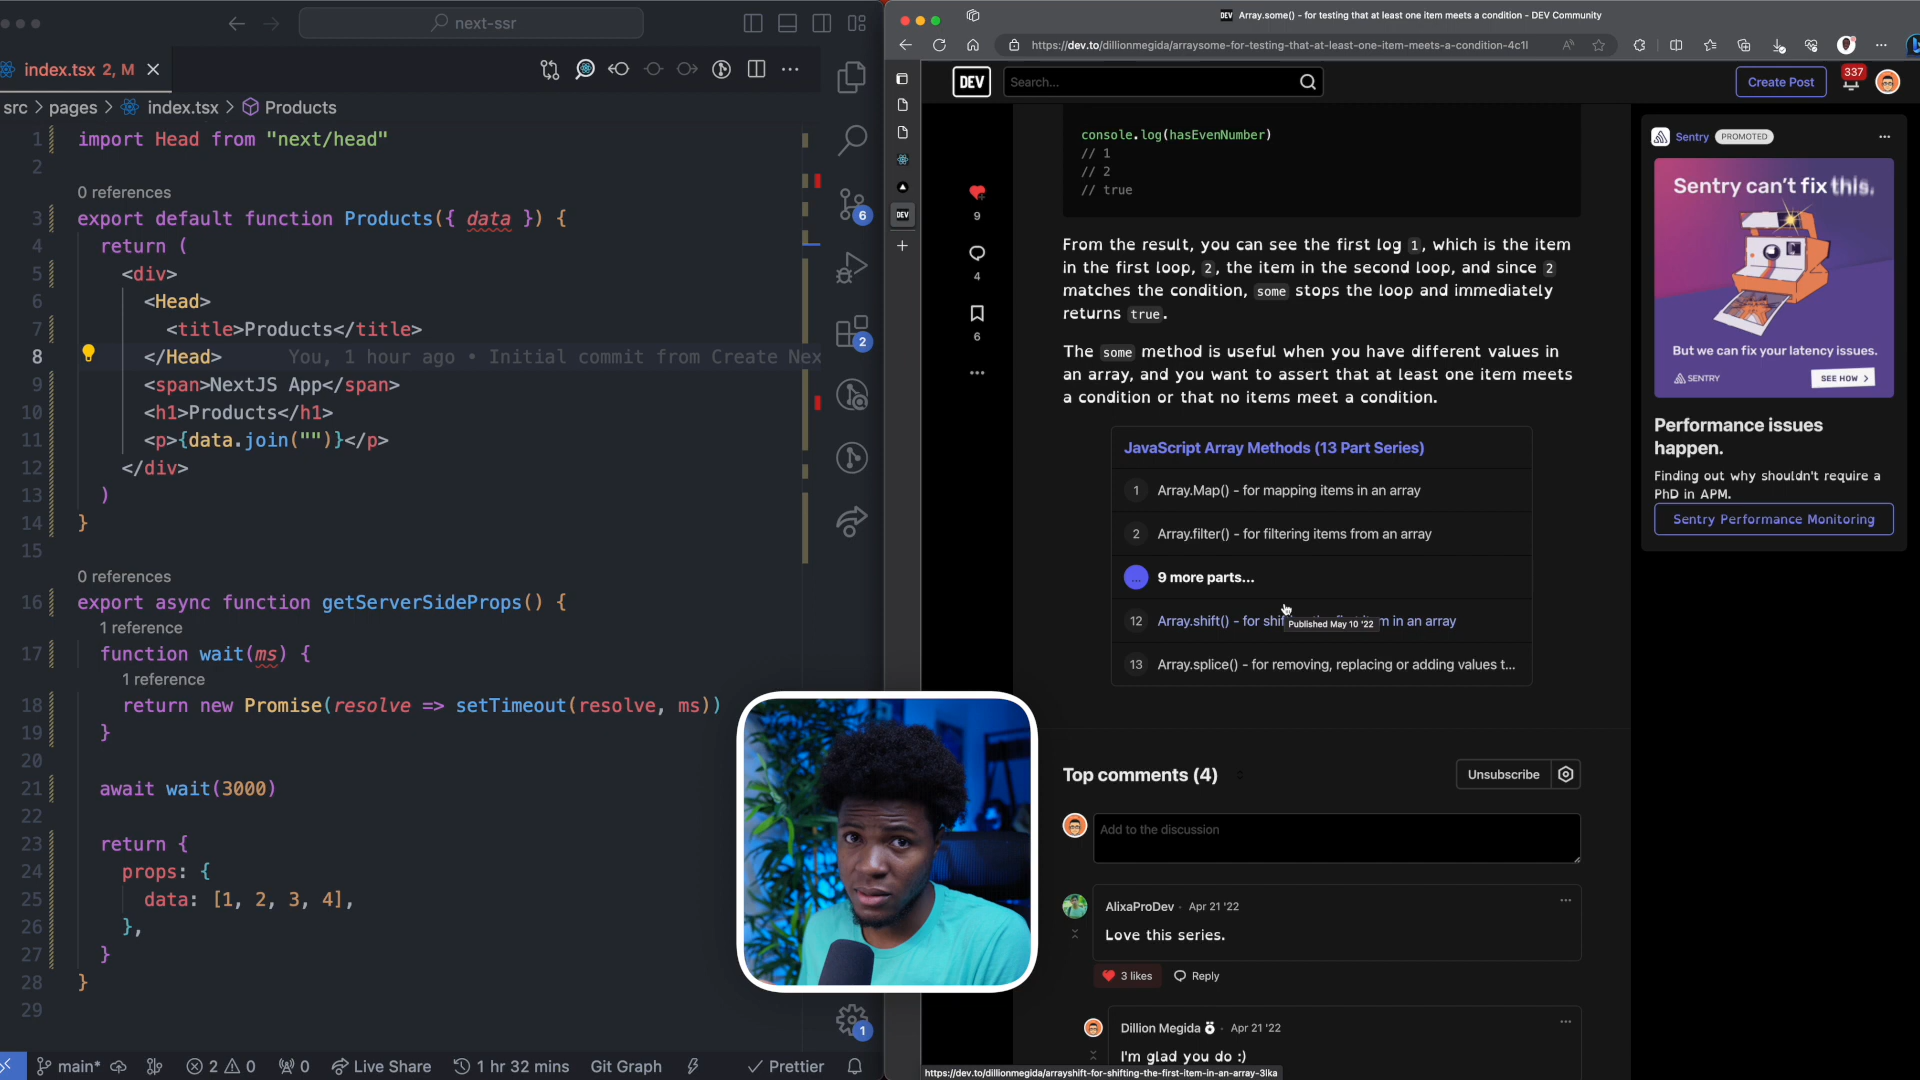 next-ssr
index.tsx 2, M
src > pages > index.tsx > Products
1 import Head from "next/head"
2
0 references
3 export default function Products({ data }) {
4 return (
5 <div>
6 <Head>
7 <title>Products</title>
8 </Head> You, 1 hour ago • Initial commit from Create Nex
9 <span>NextJS App</span>
10 <h1>Products</h1>
11 <p>{data.join("")}</p>
12 </div>
13 )
14 }
15
0 references
16 export async function getServerSideProps() {
1 reference
17 function wait(ms) {
1 reference
18 return new Promise(resolve => setTimeout(resolve, ms))
19 }
20
21 await wait(3000)
22
23 return {
24 props: {
25 data: [1, 2, 3, 4],
26 },
27 }
28 }
29
6
2
1
main* 2 0 0 Live Share 1 hr 32 mins Git Graph Prettier
DEV Array.some() - for testing that at least one item meets a condition - DEV Community
https://dev.to/dillionmegida/arraysome-for-testing-that-at-least-one-item-meets-a-condition-4c1l
DEV
DEV Search... Create Post 337
console.log(hasEvenNumber)
// 1
// 2
// true
9
4
6
From the result, you can see the first log 1, which is the item
in the first loop, 2, the item in the second loop, and since 2
matches the condition, some stops the loop and immediately
returns true.
The some method is useful when you have different values in
an array, and you want to assert that at least one item meets
a condition or that no items meet a condition.
JavaScript Array Methods (13 Part Series)
1 Array.Map() - for mapping items in an array
2 Array.filter() - for filtering items from an array
... 9 more parts...
12 Array.shift() - for shif m in an array
Published May 10 '22
13 Array.splice() - for removing, replacing or adding values t...
Top comments (4)
Unsubscribe
Add to the discussion
AlixaProDev · Apr 21 '22
Love this series.
3 likes Reply
Dillion Megida · Apr 21 '22
I'm glad you do :)
https://dev.to/dillionmegida/arrayshift-for-shifting-the-first-item-in-an-array-3lka
Sentry PROMOTED
Sentry can't fix this.
But we can fix your latency issues.
SENTRY
SEE HOW >
Performance issues
happen.
Finding out why shouldn't require a
PhD in APM.
Sentry Performance Monitoring